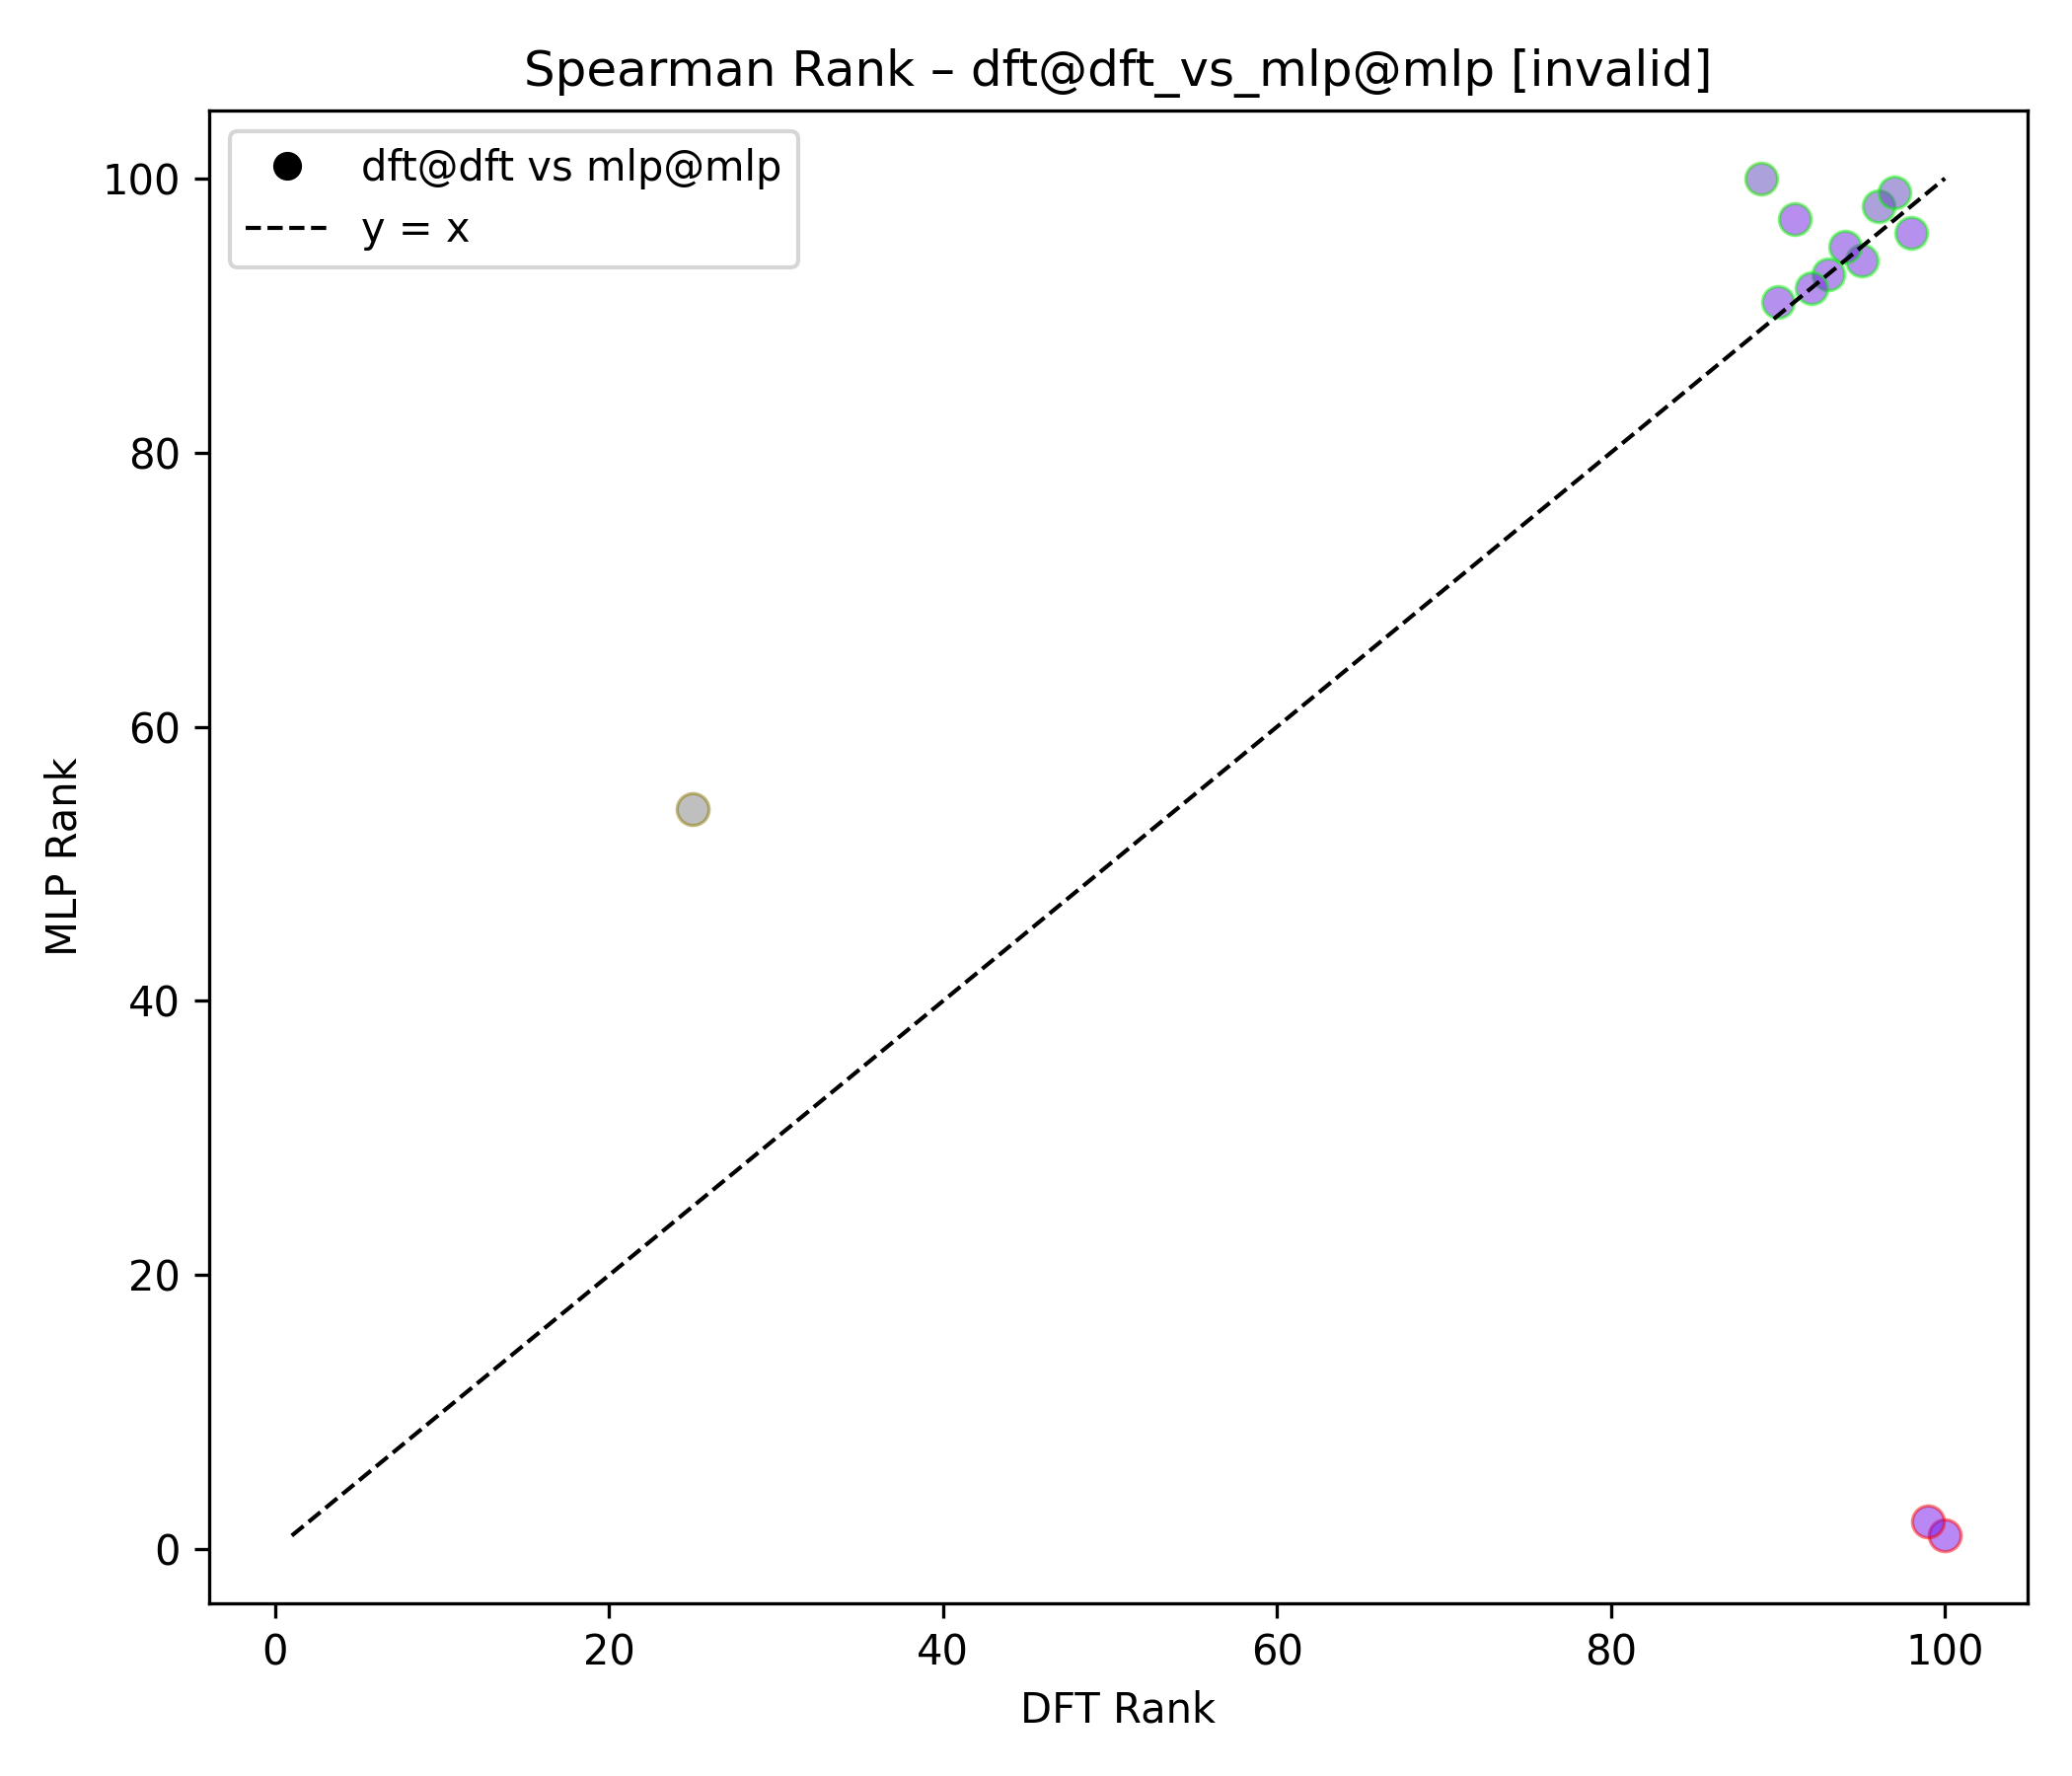 Spearman Rank – dft@dft_vs_mlp@mlp [invalid]
dft@dft vs mlp@mlp
y = x
100
80
60
40
20
0
MLP Rank
0 20 40 60 80 100
DFT Rank